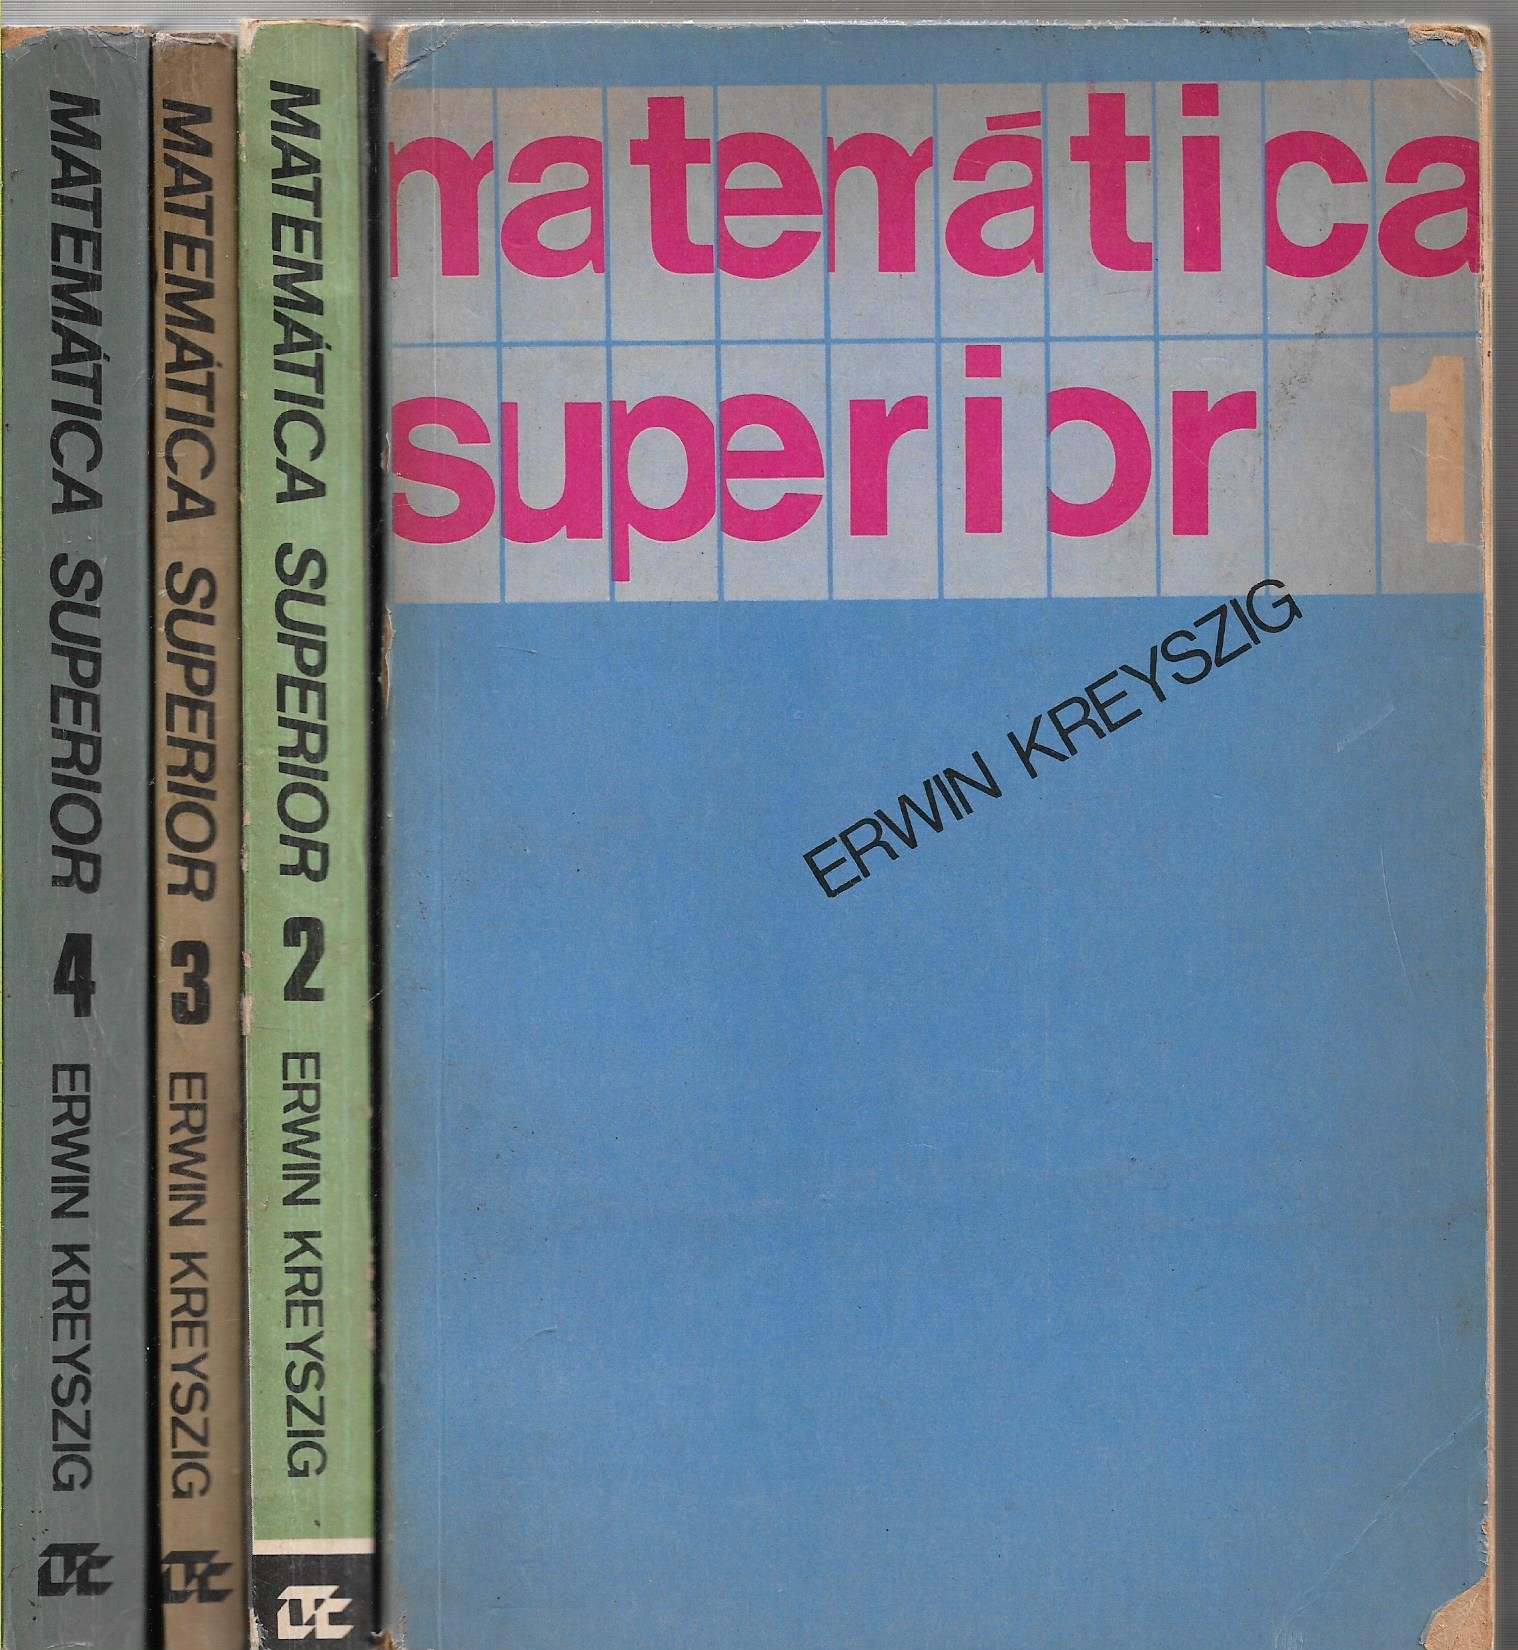 MATEMÁTICA SUPERIOR 4 ERWIN KREYSZIG
MATEMÁTICA SUPERIOR 3 ERWIN KREYSZIG
MATEMÁTICA SUPERIOR 2 ERWIN KREYSZIG
matemática
superior 1
ERWIN KREYSZIG